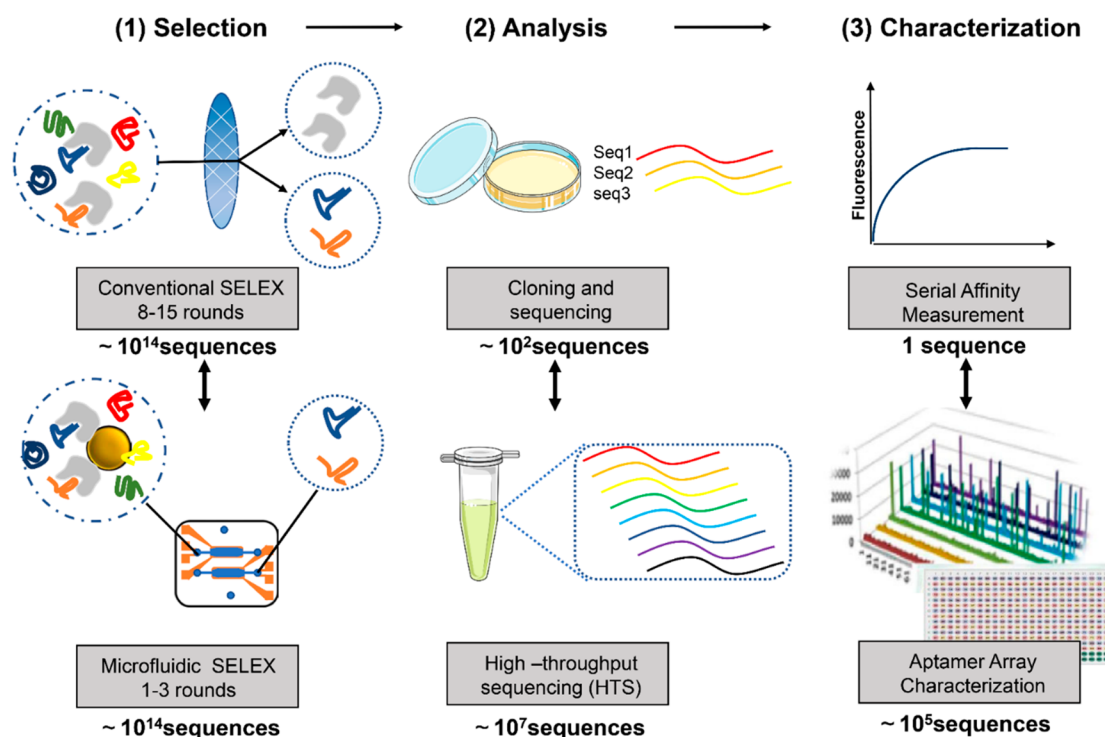 (1) Selection
(2) Analysis
(3) Characterization
Seq1
Seq2
seq3
Fluorescence
Conventional SELEX
8-15 rounds
~ 10¹⁴sequences
Cloning and
sequencing
~ 10²sequences
Serial Affinity
Measurement
1 sequence
30000
20000
10000
0
Microfluidic SELEX
1-3 rounds
~ 10¹⁴sequences
High –throughput
sequencing (HTS)
~ 10⁷sequences
Aptamer Array
Characterization
~ 10⁵sequences